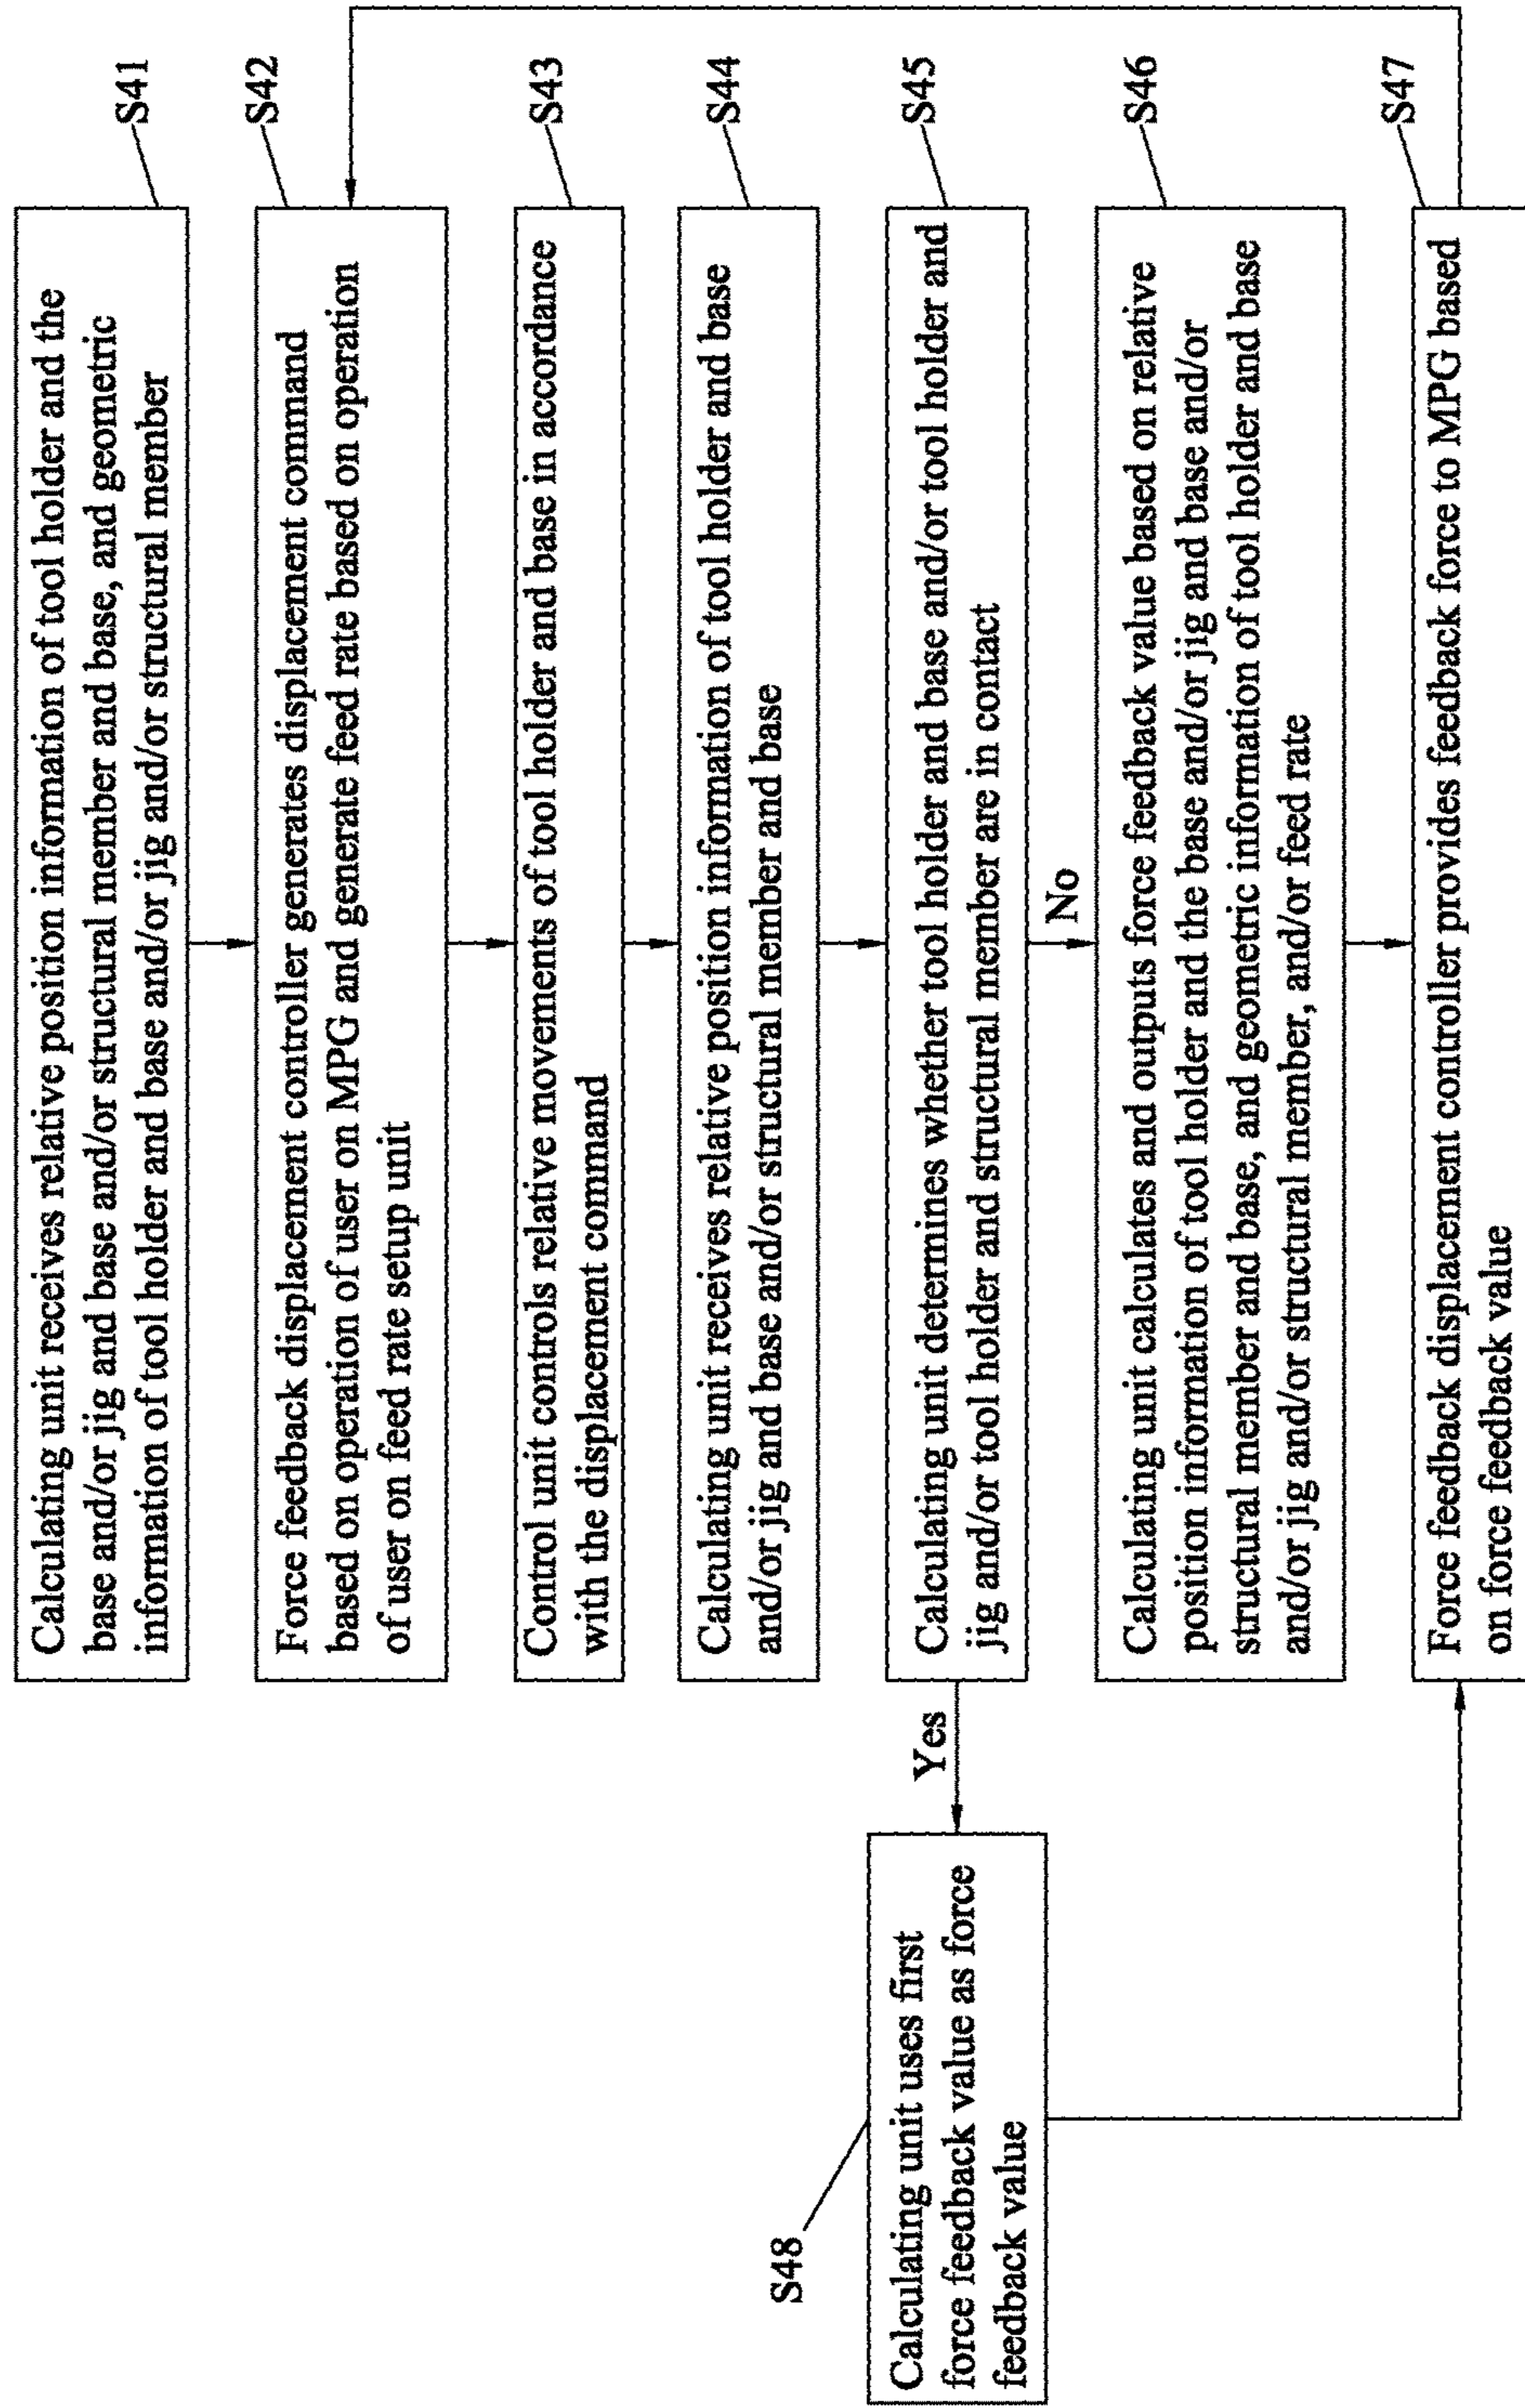 Calculating unit receives relative position information of tool holder and the
base and/or jig and base and/or structural member and base, and geometric
information of tool holder and base and/or jig and/or structural member
S41
Force feedback displacement controller generates displacement command
based on operation of user on MPG and generate feed rate based on operation
of user on feed rate setup unit
S42
Control unit controls relative movements of tool holder and base in accordance
with the displacement command
S43
Calculating unit receives relative position information of tool holder and base
and/or jig and base and/or structural member and base
S44
Calculating unit determines whether tool holder and base and/or tool holder and
jig and/or tool holder and structural member are in contact
S45
Yes
No
S48
Calculating unit uses first
force feedback value as force
feedback value
Calculating unit calculates and outputs force feedback value based on relative
position information of tool holder and the base and/or jig and base and/or
structural member and base, and geometric information of tool holder and base
and/or jig and/or structural member, and/or feed rate
S46
Force feedback displacement controller provides feedback force to MPG based
on force feedback value
S47